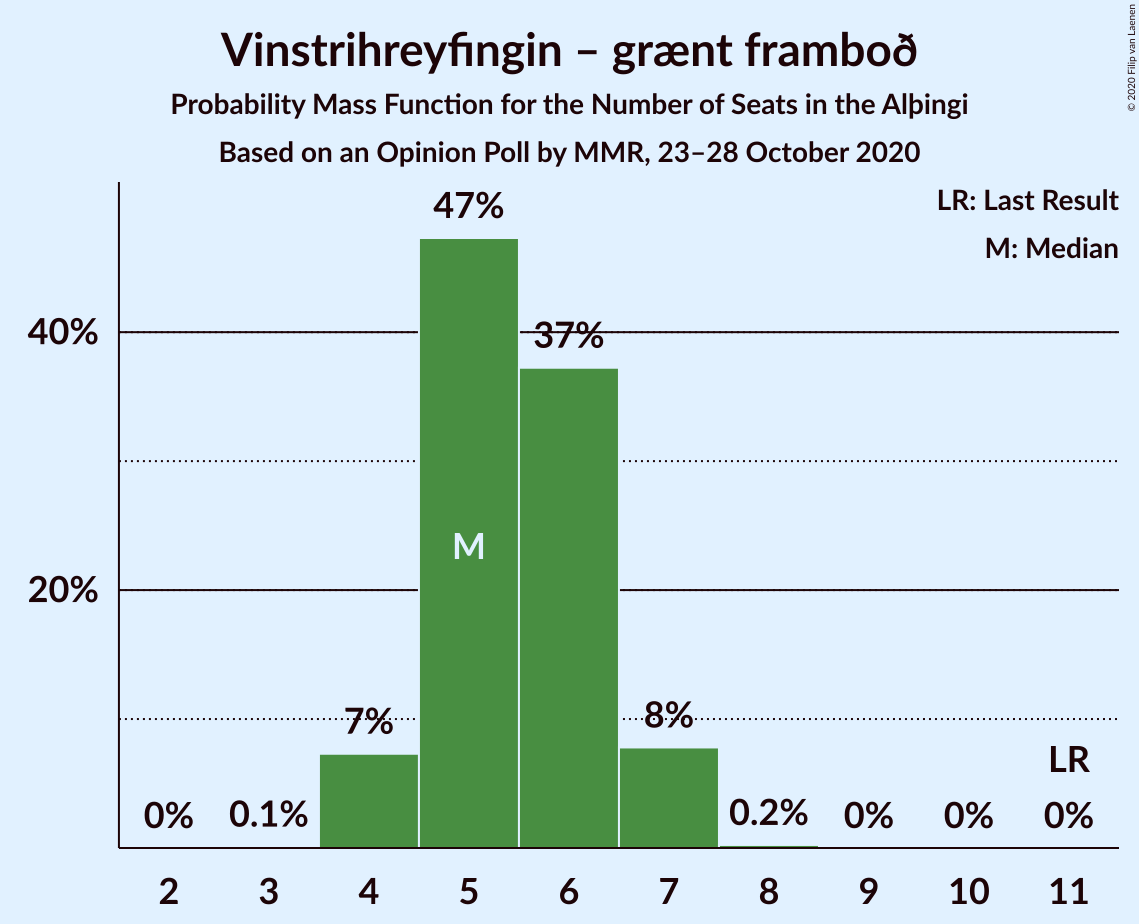 Vinstrihreyfingin – grænt framboð
Probability Mass Function for the Number of Seats in the Alþingi
Based on an Opinion Poll by MMR, 23–28 October 2020
© 2020 Filip van Laenen
LR: Last Result
M: Median
47%
40%
37%
M
20%
7%
8%
LR
0%
0.1%
0.2%
0%
0%
0%
2
3
4
5
6
7
8
9
10
11